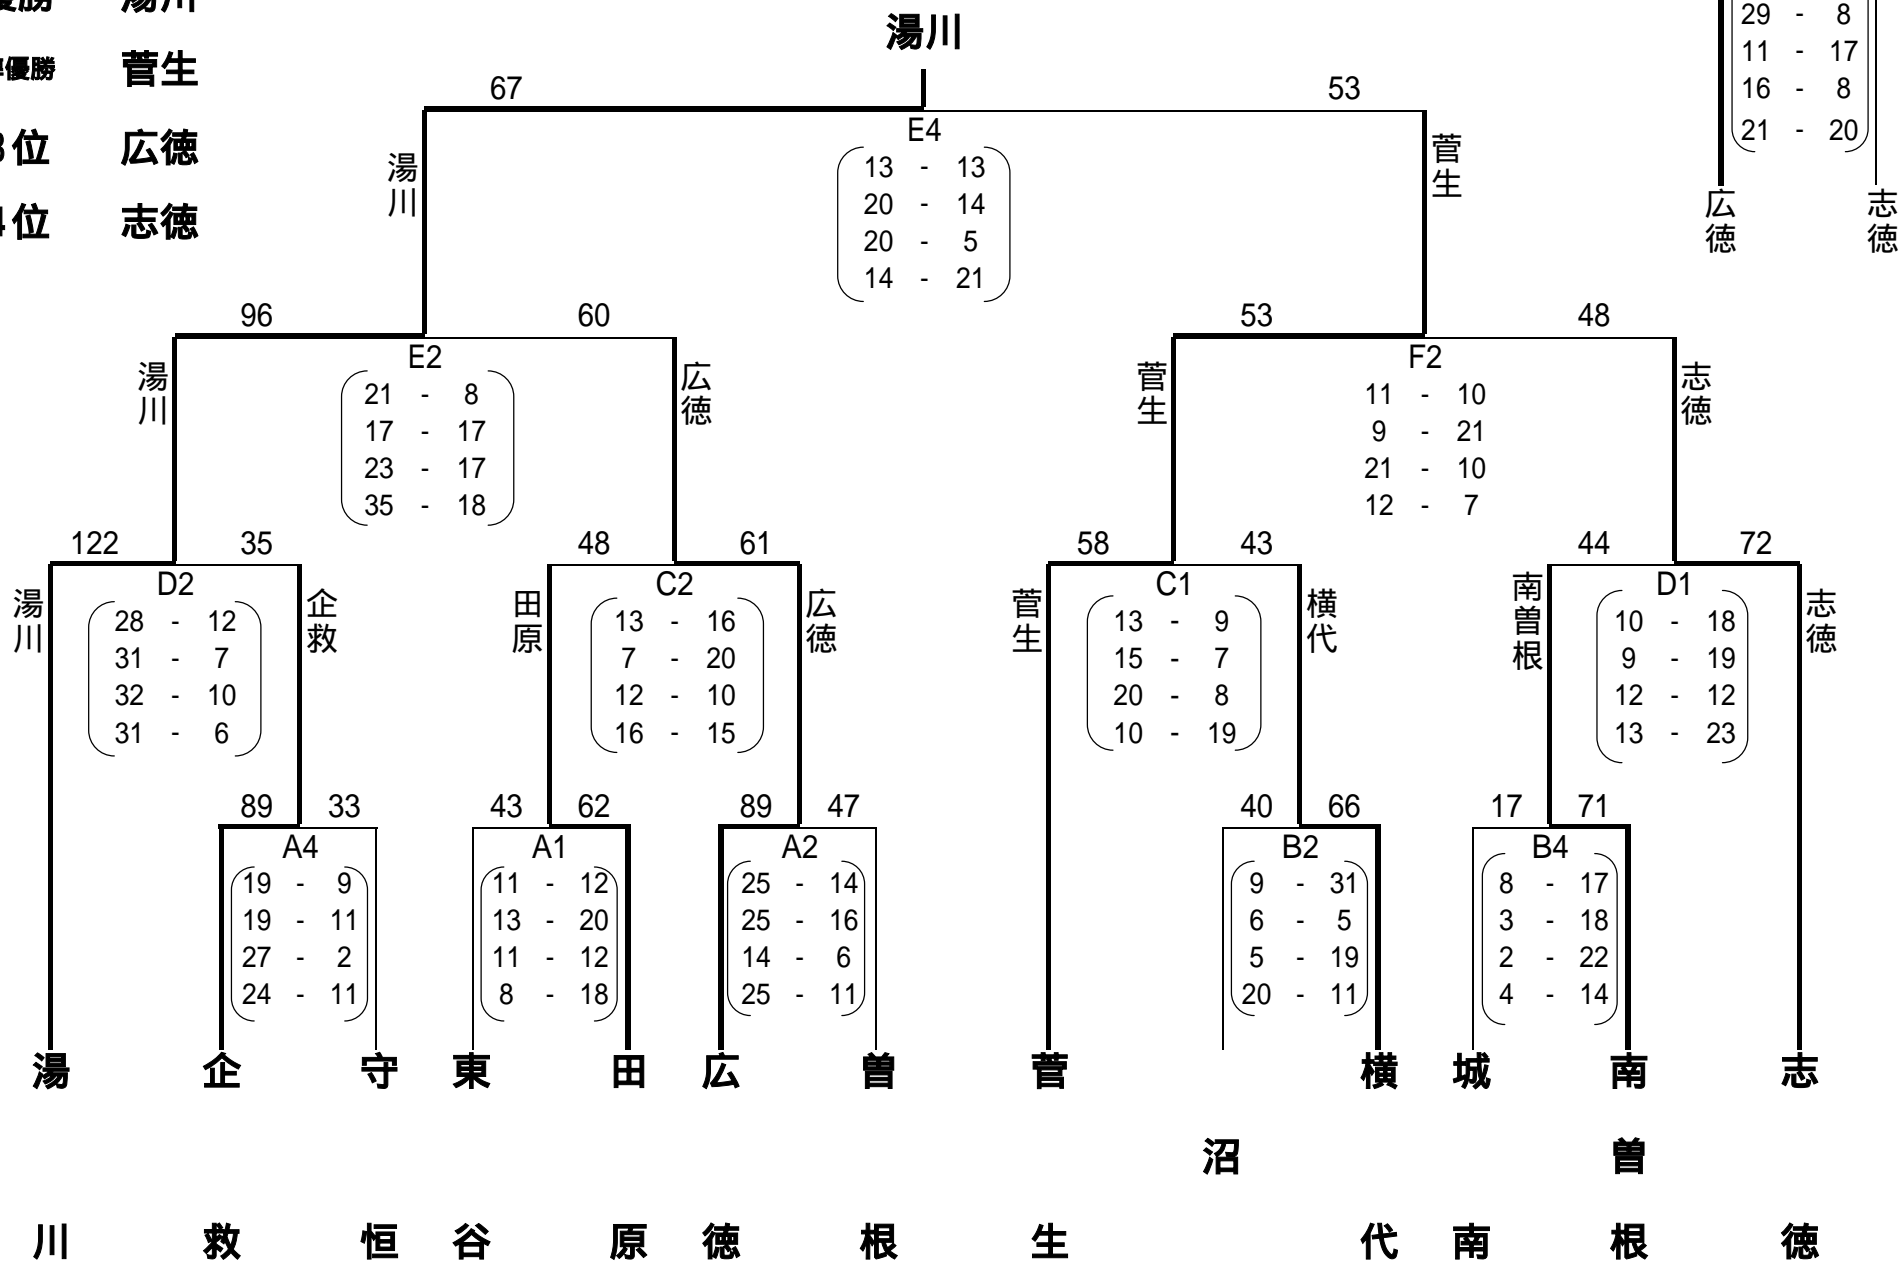 優勝 湯川
準優勝 菅生
3位 広徳
4位 志徳
湯川
67 53
E4
13 - 13
20 - 14
20 - 5
14 - 21
湯川
菅生
29 - 8
11 - 17
16 - 8
21 - 20
広徳
志徳
96 60
E2
21 - 8
17 - 17
23 - 17
35 - 18
湯川
広徳
53 48
F2
11 - 10
9 - 21
21 - 10
12 - 7
菅生
志徳
122 35
D2
28 - 12
31 - 7
32 - 10
31 - 6
湯川
企救
48 61
C2
13 - 16
7 - 20
12 - 10
16 - 15
田原
広徳
58 43
C1
13 - 9
15 - 7
20 - 8
10 - 19
菅生
横代
44 72
D1
10 - 18
9 - 19
12 - 12
13 - 23
南曽根
志徳
89 33
A4
19 - 9
19 - 11
27 - 2
24 - 11
43 62
A1
11 - 12
13 - 20
11 - 12
8 - 18
89 47
A2
25 - 14
25 - 16
14 - 6
25 - 11
40 66
B2
9 - 31
6 - 5
5 - 19
20 - 11
17 71
B4
8 - 17
3 - 18
2 - 22
4 - 14
湯川
企救
守恒
東谷
田原
広徳
曽根
菅生
沼
横代
城南
南曽根
志徳